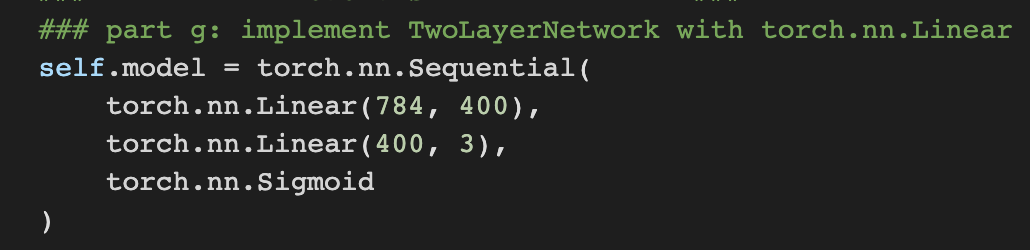 ### part g: implement TwoLayerNetwork with torch.nn.Linear
self.model = torch.nn.Sequential(
    torch.nn.Linear(784, 400),
    torch.nn.Linear(400, 3),
    torch.nn.Sigmoid
)